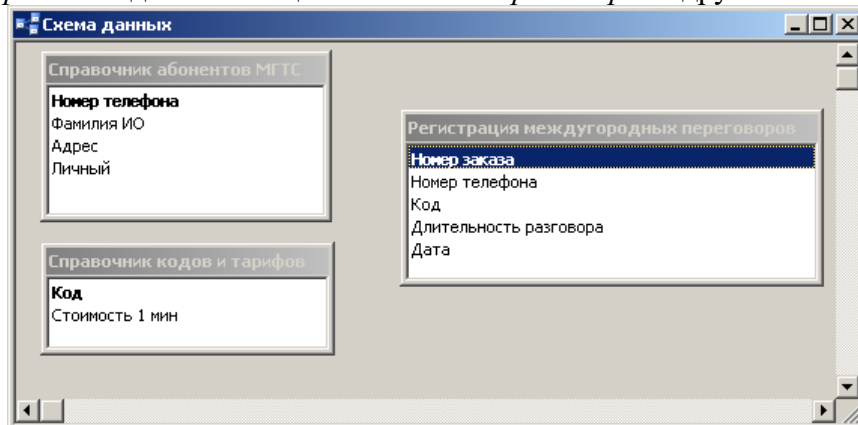 Схема данных
Справочник абонентов МГТС
Номер телефона
Фамилия ИО
Адрес
Личный
Регистрация междугородных переговоров
Номер заказа
Номер телефона
Код
Длительность разговора
Дата
Справочник кодов и тарифов
Код
Стоимость 1 мин